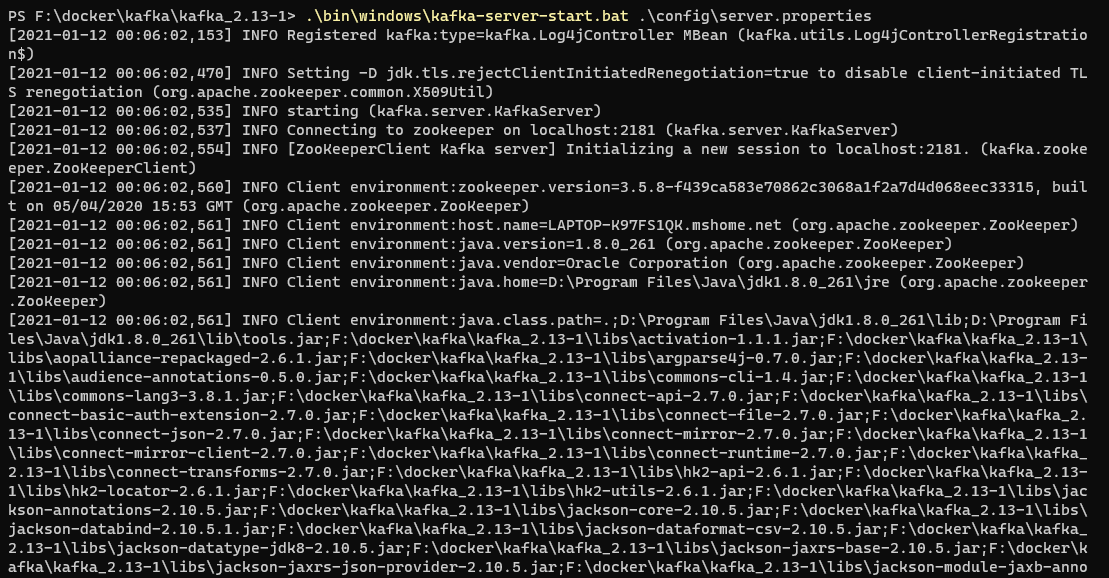 PS F:\docker\kafka\kafka_2.13-1> .\bin\windows\kafka-server-start.bat .\config\server.properties
[2021-01-12 00:06:02,153] INFO Registered kafka:type=kafka.Log4jController MBean (kafka.utils.Log4jControllerRegistratio
n$)
[2021-01-12 00:06:02,470] INFO Setting -D jdk.tls.rejectClientInitiatedRenegotiation=true to disable client-initiated TL
S renegotiation (org.apache.zookeeper.common.X509Util)
[2021-01-12 00:06:02,535] INFO starting (kafka.server.KafkaServer)
[2021-01-12 00:06:02,537] INFO Connecting to zookeeper on localhost:2181 (kafka.server.KafkaServer)
[2021-01-12 00:06:02,554] INFO [ZooKeeperClient Kafka server] Initializing a new session to localhost:2181. (kafka.zooke
eper.ZooKeeperClient)
[2021-01-12 00:06:02,560] INFO Client environment:zookeeper.version=3.5.8-f439ca583e70862c3068a1f2a7d4d068eec33315, buil
t on 05/04/2020 15:53 GMT (org.apache.zookeeper.ZooKeeper)
[2021-01-12 00:06:02,561] INFO Client environment:host.name=LAPTOP-K97FS1QK.mshome.net (org.apache.zookeeper.ZooKeeper)
[2021-01-12 00:06:02,561] INFO Client environment:java.version=1.8.0_261 (org.apache.zookeeper.ZooKeeper)
[2021-01-12 00:06:02,561] INFO Client environment:java.vendor=Oracle Corporation (org.apache.zookeeper.ZooKeeper)
[2021-01-12 00:06:02,561] INFO Client environment:java.home=D:\Program Files\Java\jdk1.8.0_261\jre (org.apache.zookeeper
.ZooKeeper)
[2021-01-12 00:06:02,561] INFO Client environment:java.class.path=.;D:\Program Files\Java\jdk1.8.0_261\lib;D:\Program Fi
les\Java\jdk1.8.0_261\lib\tools.jar;F:\docker\kafka\kafka_2.13-1\libs\activation-1.1.1.jar;F:\docker\kafka\kafka_2.13-1\
libs\aopalliance-repackaged-2.6.1.jar;F:\docker\kafka\kafka_2.13-1\libs\argparse4j-0.7.0.jar;F:\docker\kafka\kafka_2.13-
1\libs\audience-annotations-0.5.0.jar;F:\docker\kafka\kafka_2.13-1\libs\commons-cli-1.4.jar;F:\docker\kafka\kafka_2.13-1
\libs\commons-lang3-3.8.1.jar;F:\docker\kafka\kafka_2.13-1\libs\connect-api-2.7.0.jar;F:\docker\kafka\kafka_2.13-1\libs\
connect-basic-auth-extension-2.7.0.jar;F:\docker\kafka\kafka_2.13-1\libs\connect-file-2.7.0.jar;F:\docker\kafka\kafka_2.
13-1\libs\connect-json-2.7.0.jar;F:\docker\kafka\kafka_2.13-1\libs\connect-mirror-2.7.0.jar;F:\docker\kafka\kafka_2.13-1
\libs\connect-mirror-client-2.7.0.jar;F:\docker\kafka\kafka_2.13-1\libs\connect-runtime-2.7.0.jar;F:\docker\kafka\kafka_
2.13-1\libs\connect-transforms-2.7.0.jar;F:\docker\kafka\kafka_2.13-1\libs\hk2-api-2.6.1.jar;F:\docker\kafka\kafka_2.13-
1\libs\hk2-locator-2.6.1.jar;F:\docker\kafka\kafka_2.13-1\libs\hk2-utils-2.6.1.jar;F:\docker\kafka\kafka_2.13-1\libs\jac
kson-annotations-2.10.5.jar;F:\docker\kafka\kafka_2.13-1\libs\jackson-core-2.10.5.jar;F:\docker\kafka\kafka_2.13-1\libs\
jackson-databind-2.10.5.1.jar;F:\docker\kafka\kafka_2.13-1\libs\jackson-dataformat-csv-2.10.5.jar;F:\docker\kafka\kafka_
2.13-1\libs\jackson-datatype-jdk8-2.10.5.jar;F:\docker\kafka\kafka_2.13-1\libs\jackson-jaxrs-base-2.10.5.jar;F:\docker\k
afka\kafka_2.13-1\libs\jackson-jaxrs-json-provider-2.10.5.jar;F:\docker\kafka\kafka_2.13-1\libs\jackson-module-jaxb-anno